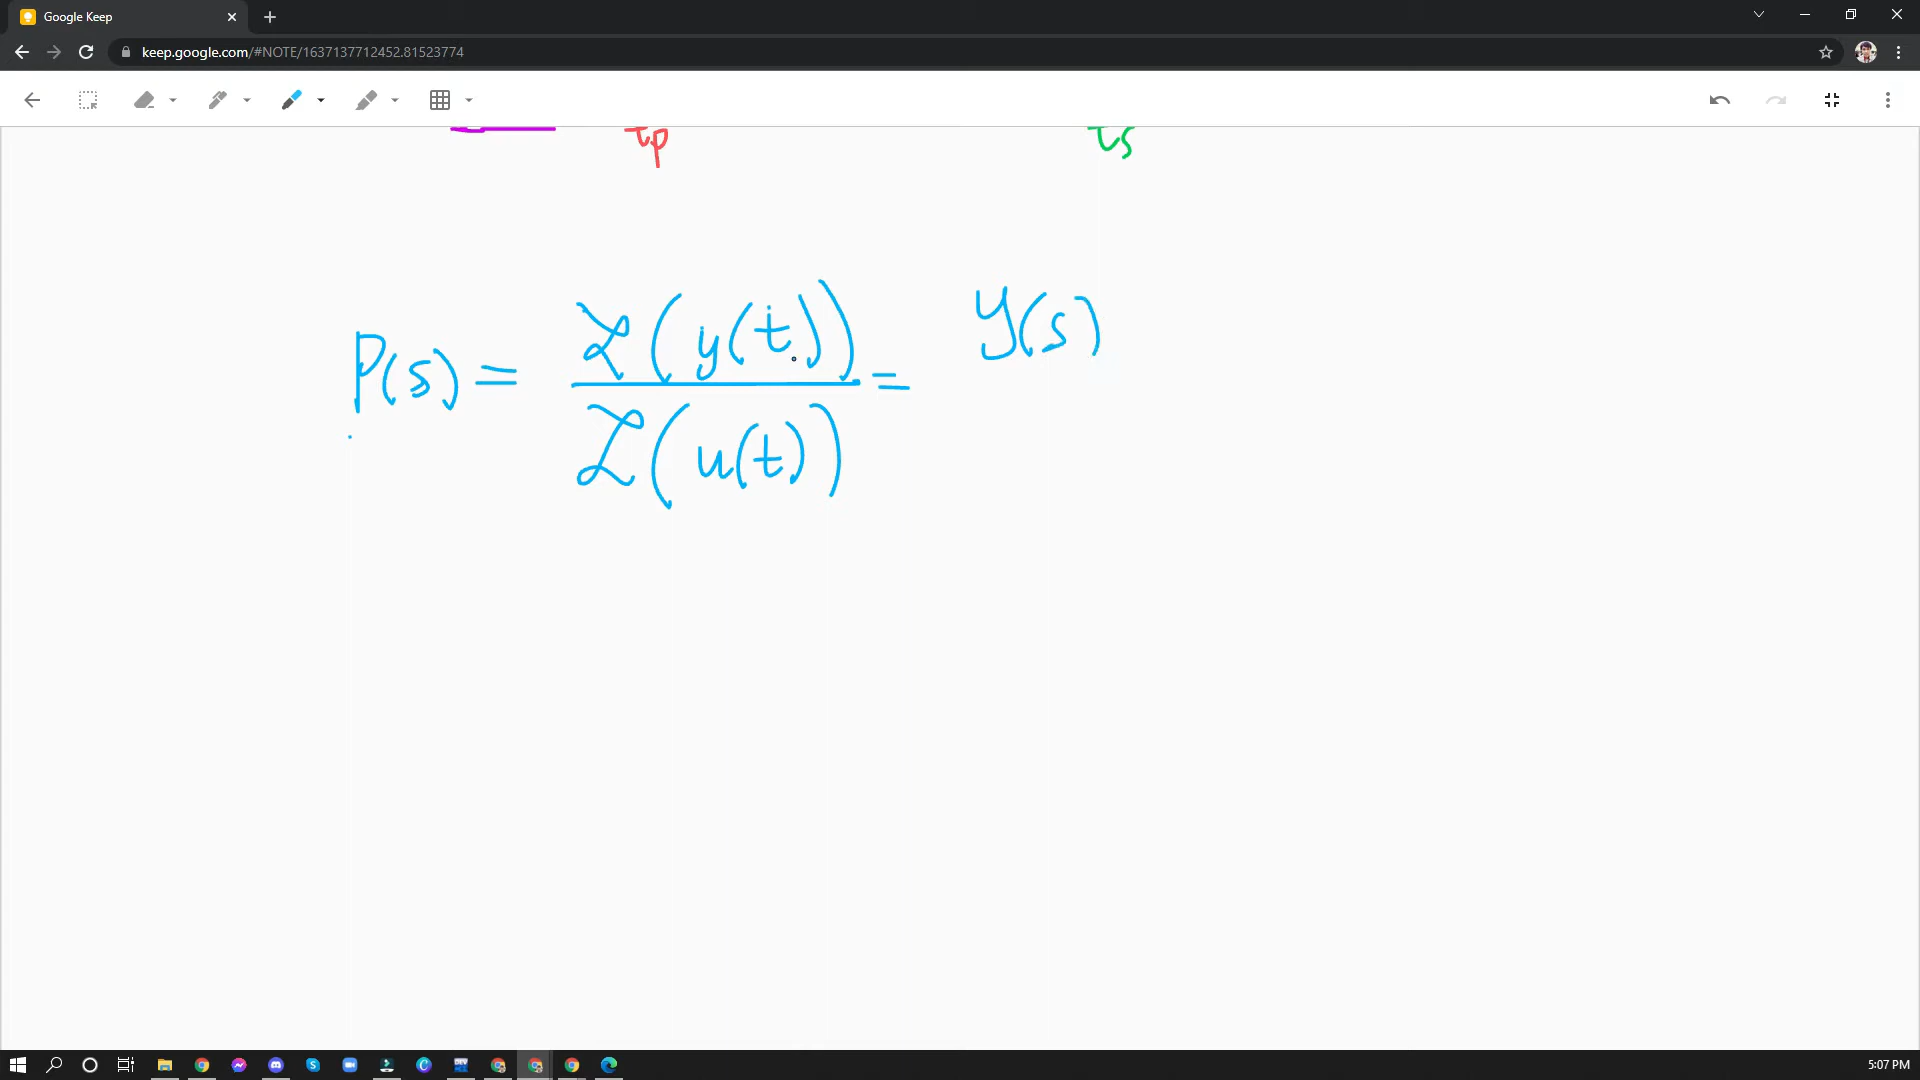 Google Keep
keep.google.com/#NOTE/1637137712452.81523774
tp
ts
P(s) = ℒ(y(t)) / ℒ(u(t)) = Y(s)
5:07 PM